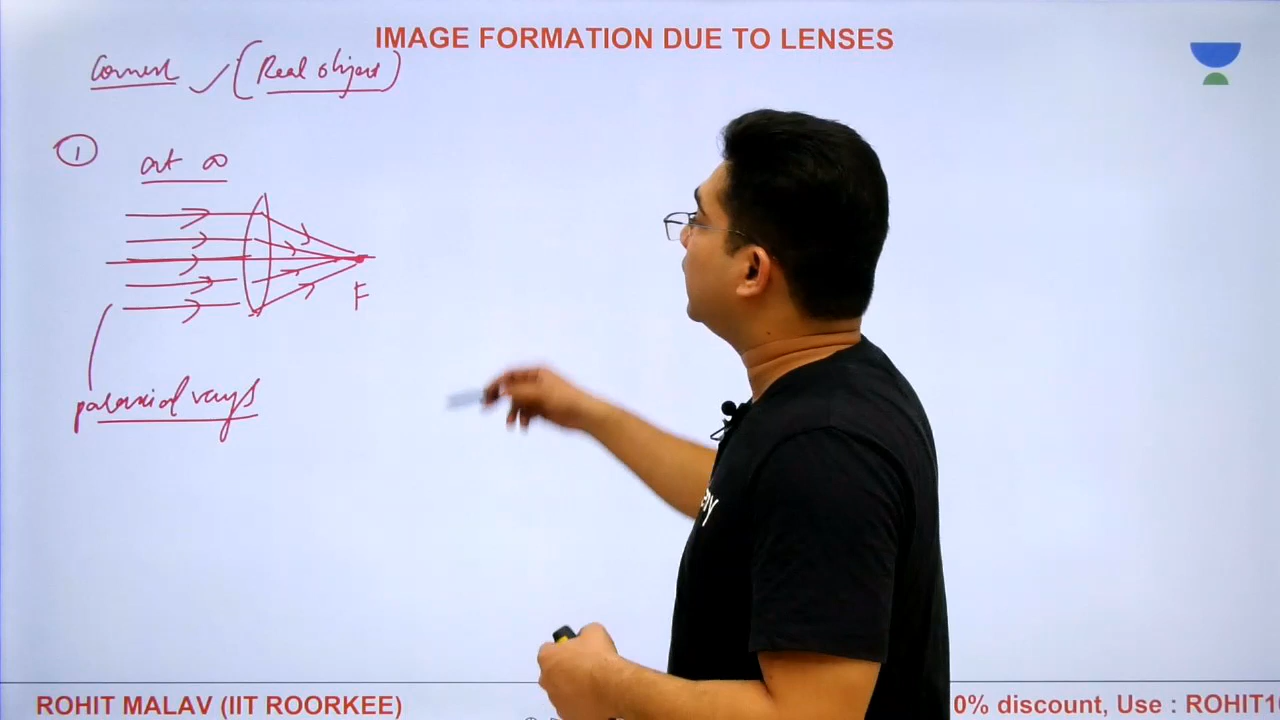 IMAGE FORMATION DUE TO LENSES
Convex ✓ (Real object)
① at ∞
F
paraxial rays
ROHIT MALAV (IIT ROORKEE)
0% discount, Use : ROHIT1